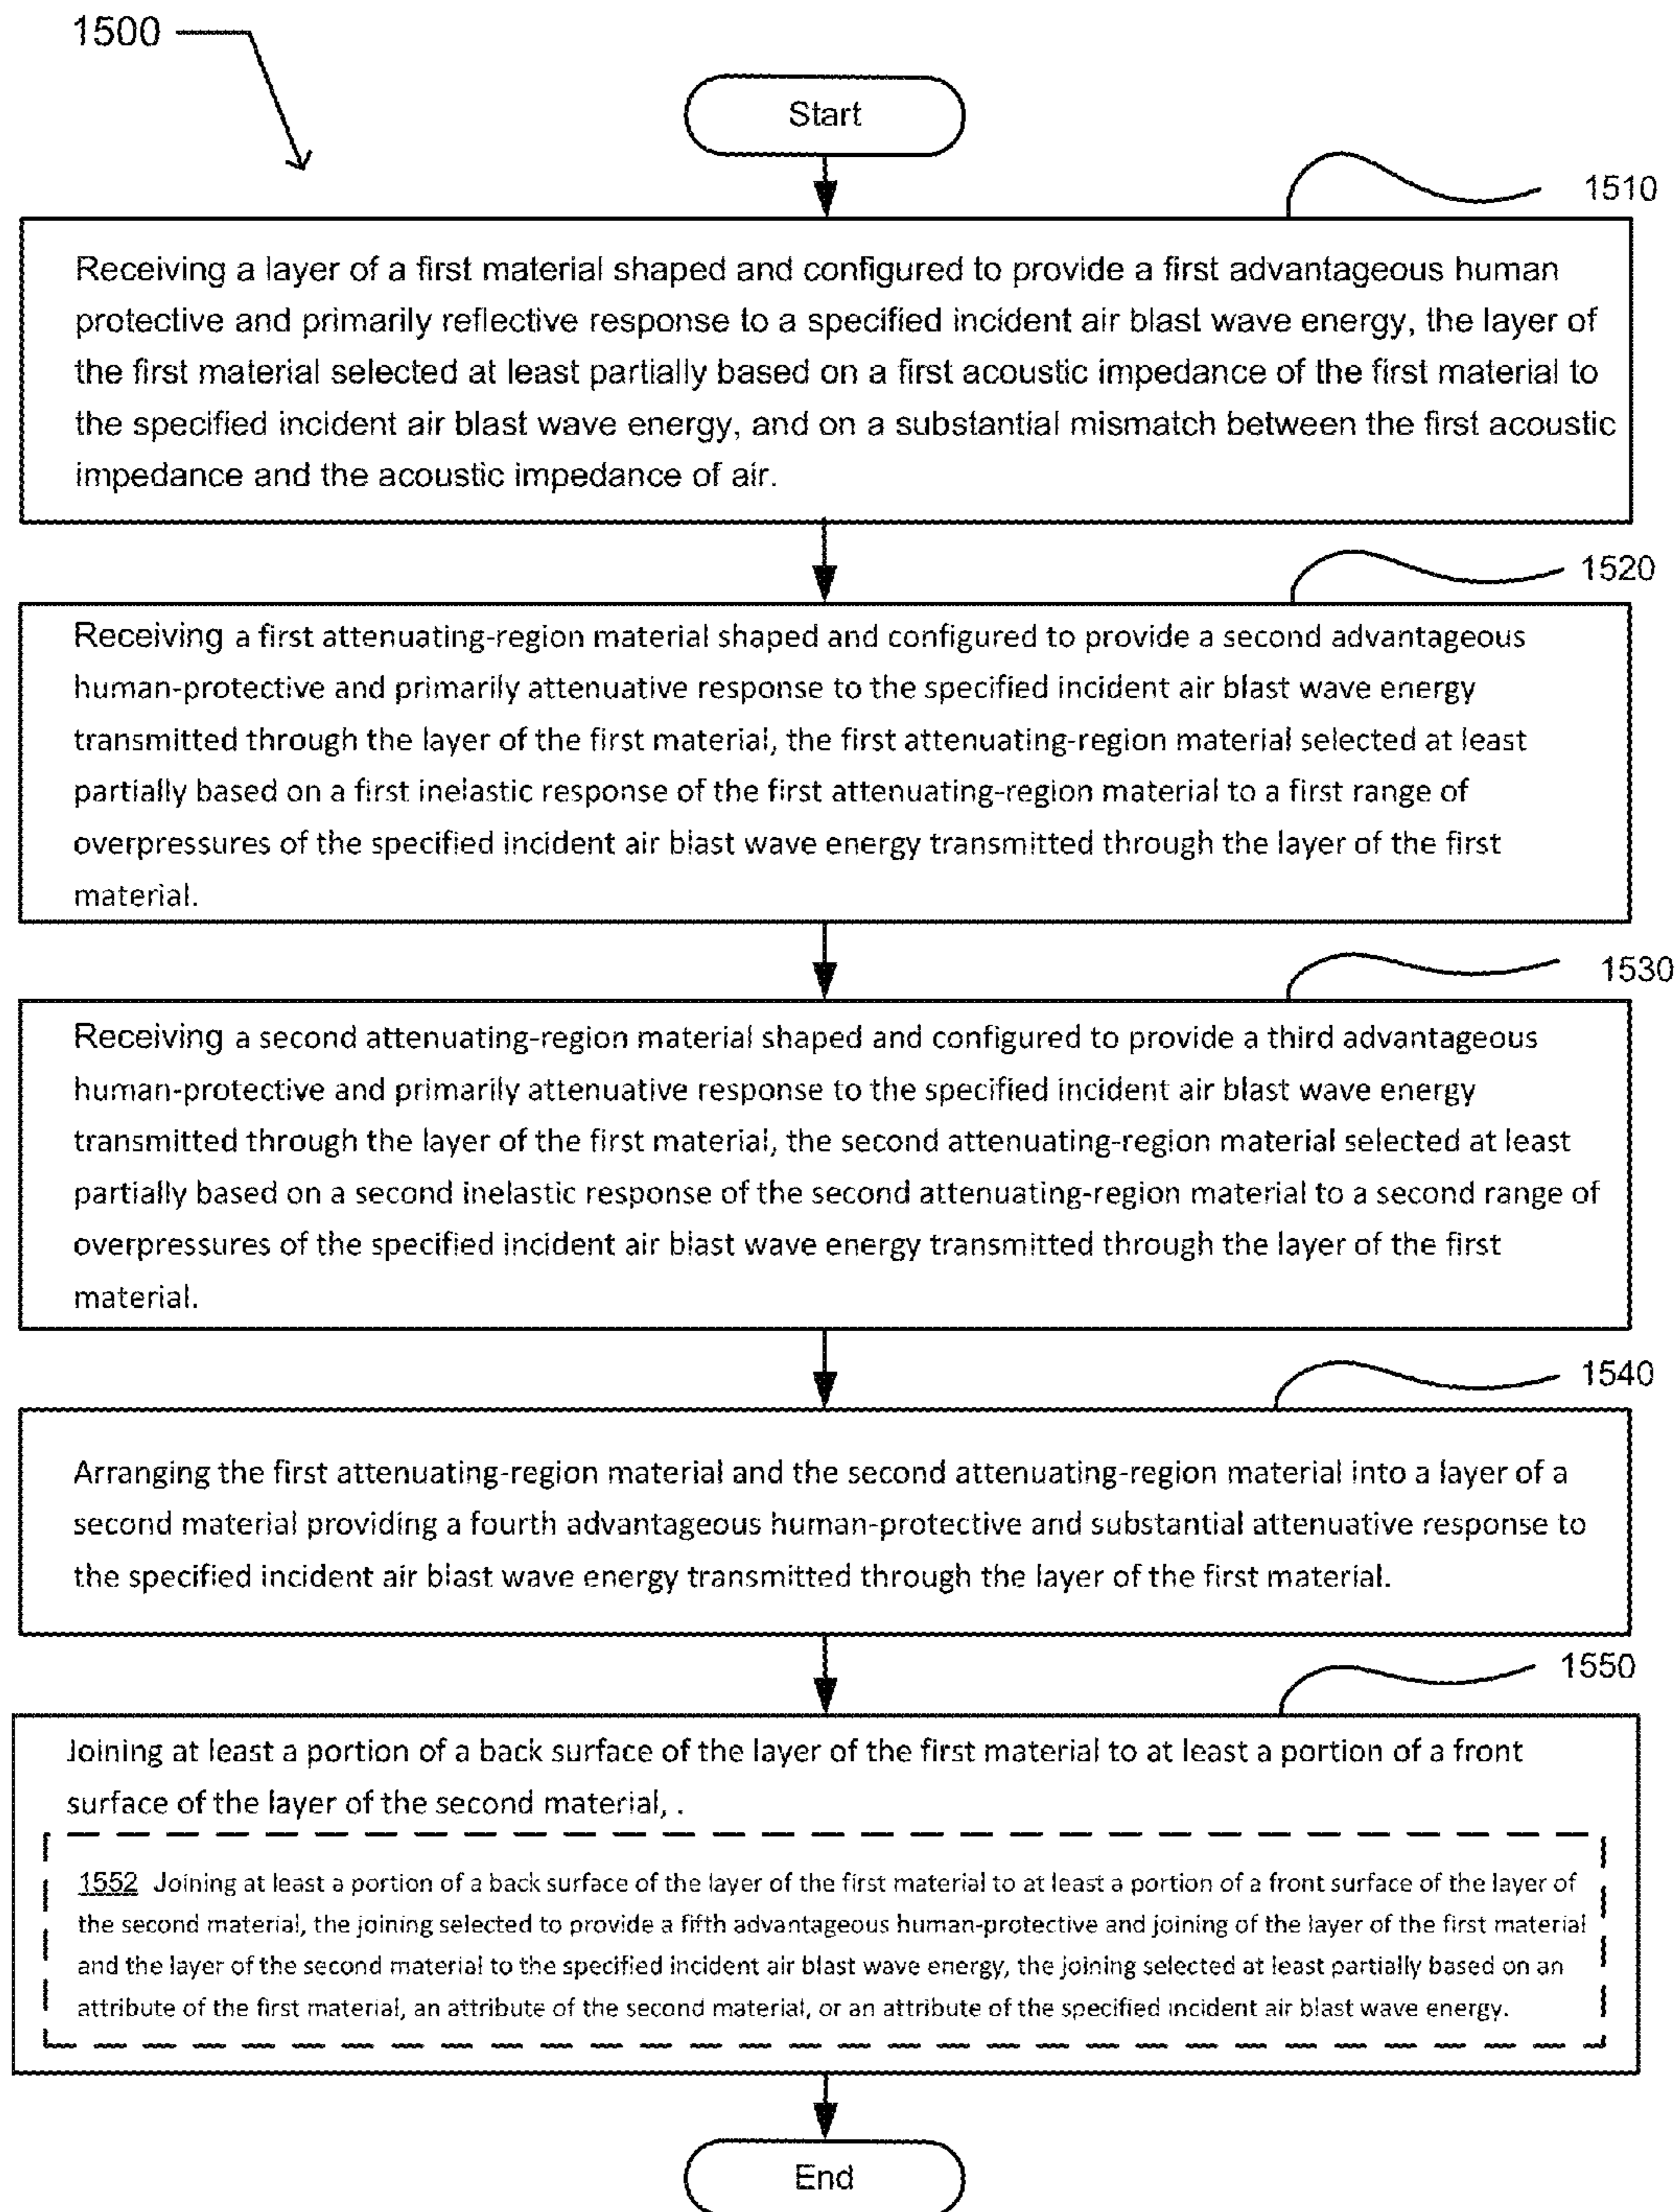 1500
Start
1510
Receiving a layer of a first material shaped and configured to provide a first advantageous human
protective and primarily reflective response to a specified incident air blast wave energy, the layer of
the first material selected at least partially based on a first acoustic impedance of the first material to
the specified incident air blast wave energy, and on a substantial mismatch between the first acoustic
impedance and the acoustic impedance of air.
1520
Receiving a first attenuating-region material shaped and configured to provide a second advantageous
human-protective and primarily attenuative response to the specified incident air blast wave energy
transmitted through the layer of the first material, the first attenuating-region material selected at least
partially based on a first inelastic response of the first attenuating-region material to a first range of
overpressures of the specified incident air blast wave energy transmitted through the layer of the first
material.
1530
Receiving a second attenuating-region material shaped and configured to provide a third advantageous
human-protective and primarily attenuative response to the specified incident air blast wave energy
transmitted through the layer of the first material, the second attenuating-region material selected at least
partially based on a second inelastic response of the second attenuating-region material to a second range of
overpressures of the specified incident air blast wave energy transmitted through the layer of the first
material.
1540
Arranging the first attenuating-region material and the second attenuating-region material into a layer of a
second material providing a fourth advantageous human-protective and substantial attenuative response to
the specified incident air blast wave energy transmitted through the layer of the first material.
1550
Joining at least a portion of a back surface of the layer of the first material to at least a portion of a front
surface of the layer of the second material, .
1552 Joining at least a portion of a back surface of the layer of the first material to at least a portion of a front surface of the layer of
the second material, the joining selected to provide a fifth advantageous human-protective and joining of the layer of the first material
and the layer of the second material to the specified incident air blast wave energy, the joining selected at least partially based on an
attribute of the first material, an attribute of the second material, or an attribute of the specified incident air blast wave energy.
End